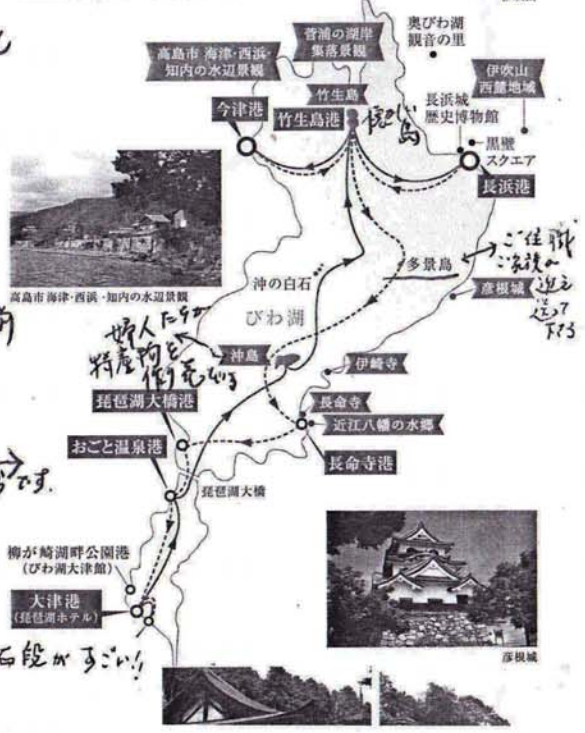 奥びわ湖
観音の里
菅浦の湖岸
集落景観
高島市 海津・西浜・
知内の水辺景観
伊吹山
西麓地域
竹生島
長浜城
歴史博物館
今津港
竹生島港
島
黒壁
スクエア
長浜港
ご住職
ご家族の
迎え
送って
下さる
多景島
沖の白石
彦根城
高島市 海津・西浜・知内の水辺景観
びわ湖
婦人たちが
特産物を
沖島
伊崎寺
琵琶湖大橋港
長命寺
近江八幡の水郷
おごと温泉港
長命寺港
です。
琵琶湖大橋
柳が崎湖畔公園港
(びわ湖大津館)
大津港
(琵琶湖ホテル)
石段がすごい!!
彦根城